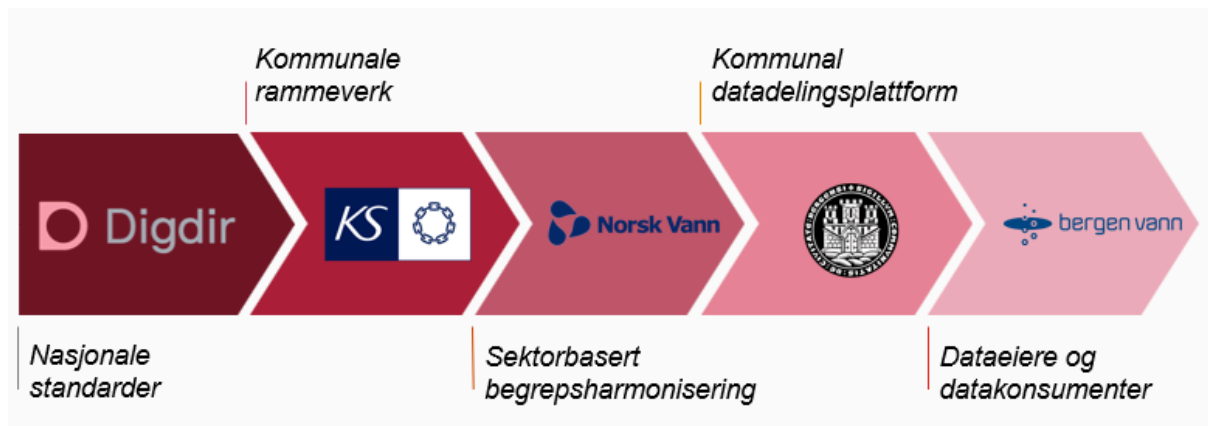 Kommunale
rammeverk
Kommunal
datadelingsplattform
Digdir
KS
Norsk Vann
bergen vann
Nasjonale
standarder
Sektorbasert
begrepsharmonisering
Dataeiere og
datakonsumenter